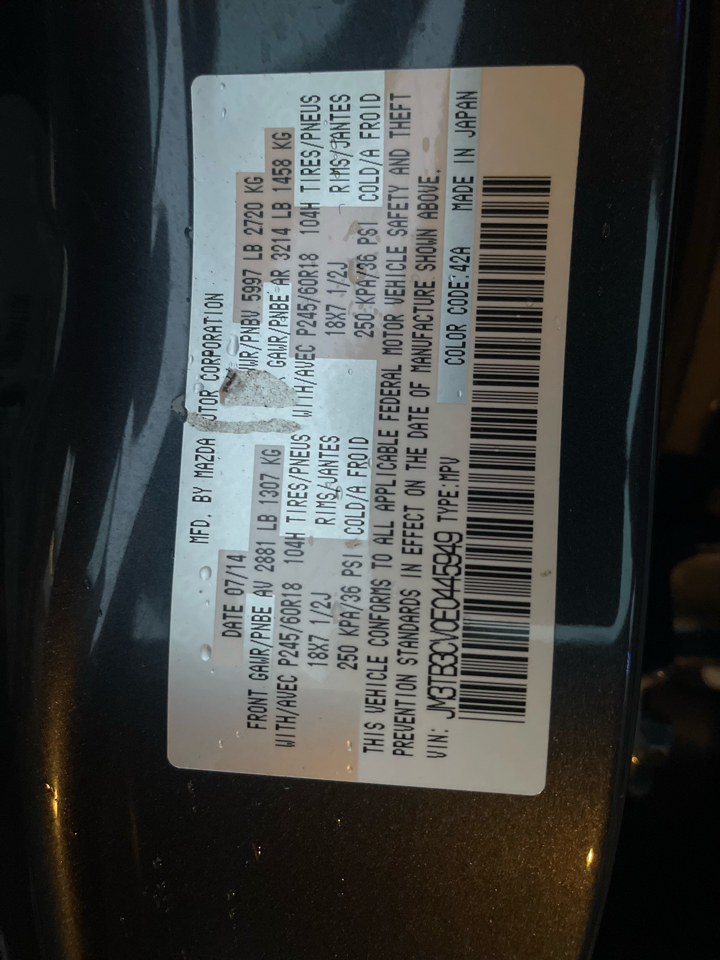 MFD. BY MAZDA MOTOR CORPORATION
DATE 07/14 GVWR/PNBV 5997 LB 2720 KG
FRONT GAWR/PNBE AV 2881 LB 1307 KG GAWR/PNBE AR 3214 LB 1458 KG
WITH/AVEC P245/60R18 104H TIRES/PNEUS WITH/AVEC P245/60R18 104H TIRES/PNEUS
18X7 1/2J RIMS/JANTES 18X7 1/2J RIMS/JANTES
250 KPA/36 PSI COLD/A FROID 250 KPA/36 PSI COLD/A FROID
THIS VEHICLE CONFORMS TO ALL APPLICABLE FEDERAL MOTOR VEHICLE SAFETY AND THEFT
PREVENTION STANDARDS IN EFFECT ON THE DATE OF MANUFACTURE SHOWN ABOVE.
VIN: JM3TB3CV0E0445949 TYPE:MPV COLOR CODE:42A MADE IN JAPAN